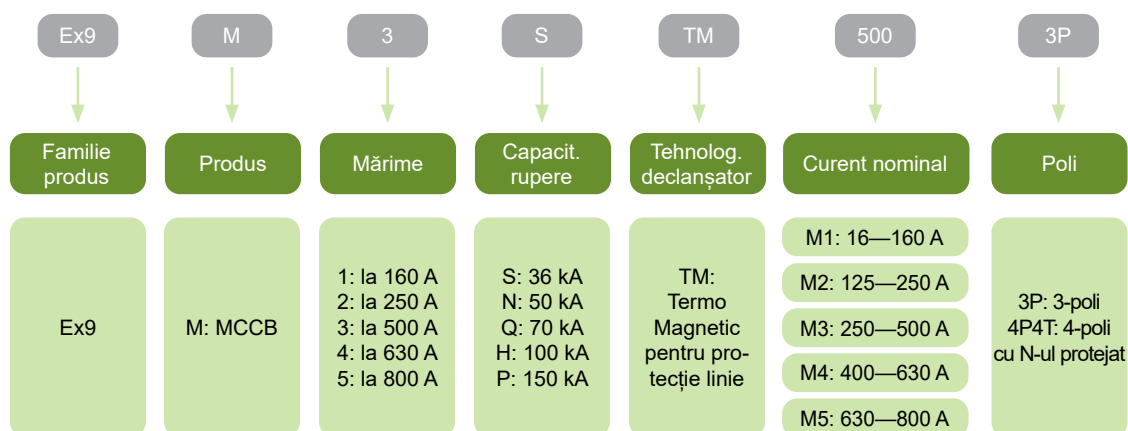 Ex9
M
3
S
TM
500
3P
Familie
produs
Produs
Mărime
Capacit.
rupere
Tehnolog.
declanșator
Curent nominal
Poli
Ex9
M: MCCB
1: la 160 A
2: la 250 A
3: la 500 A
4: la 630 A
5: la 800 A
S: 36 kA
N: 50 kA
Q: 70 kA
H: 100 kA
P: 150 kA
TM:
Termo
Magnetic
pentru pro-
tecție linie
M1: 16—160 A
M2: 125—250 A
M3: 250—500 A
M4: 400—630 A
M5: 630—800 A
3P: 3-poli
4P4T: 4-poli
cu N-ul protejat